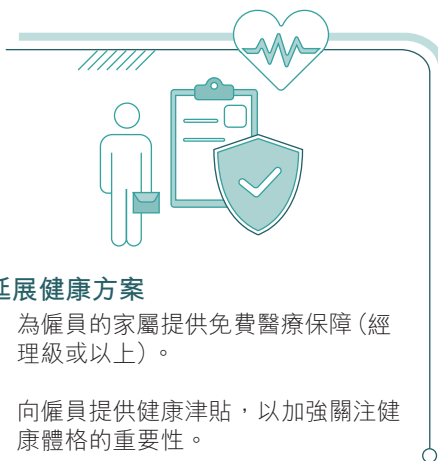 延展健康方案
為僱員的家屬提供免費醫療保障（經
理級或以上）。
向僱員提供健康津貼，以加強關注健
康體格的重要性。